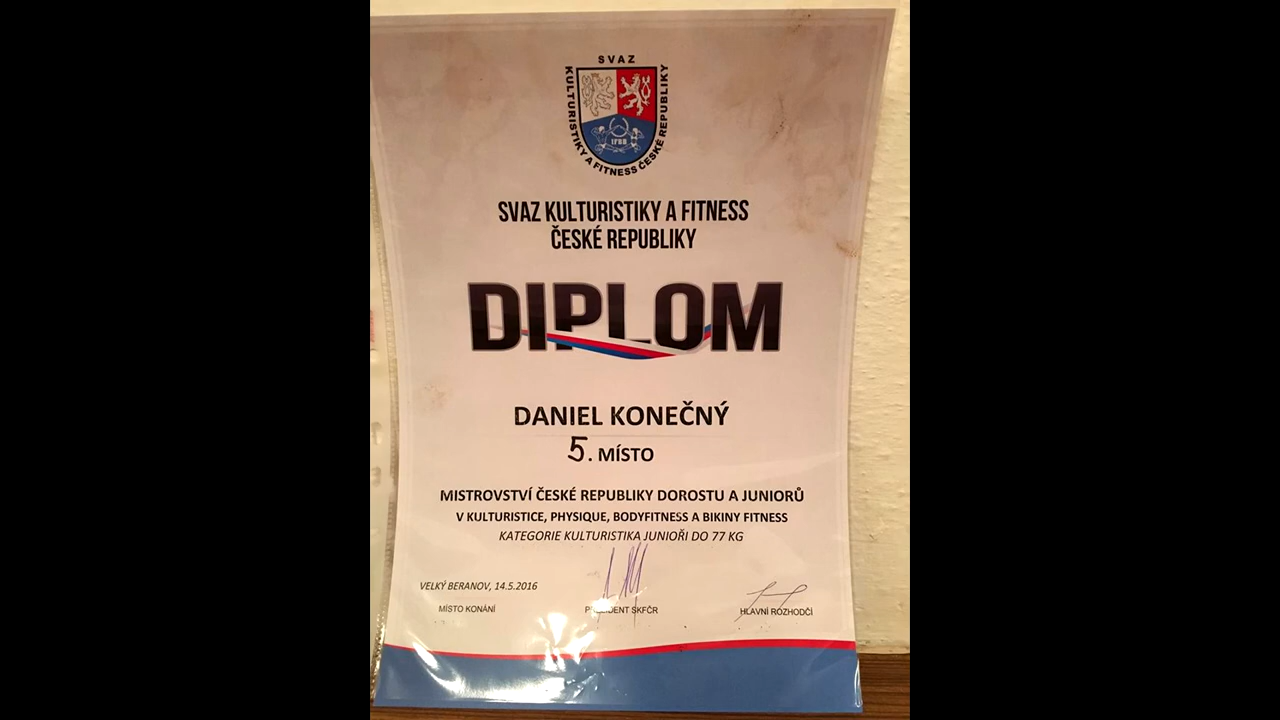 SVAZ
KULTURISTIKY A FITNESS ČESKÉ REPUBLIKY
IFBB
SVAZ KULTURISTIKY A FITNESS
ČESKÉ REPUBLIKY
DIPLOM
DANIEL KONEČNÝ
5. MÍSTO
MISTROVSTVÍ ČESKÉ REPUBLIKY DOROSTU A JUNIORŮ
V KULTURISTICE, PHYSIQUE, BODYFITNESS A BIKINY FITNESS
KATEGORIE KULTURISTIKA JUNIOŘI DO 77 KG
VELKÝ BERANOV, 14.5.2016
MÍSTO KONÁNÍ
PREZIDENT SKFČR
HLAVNÍ ROZHODČÍ